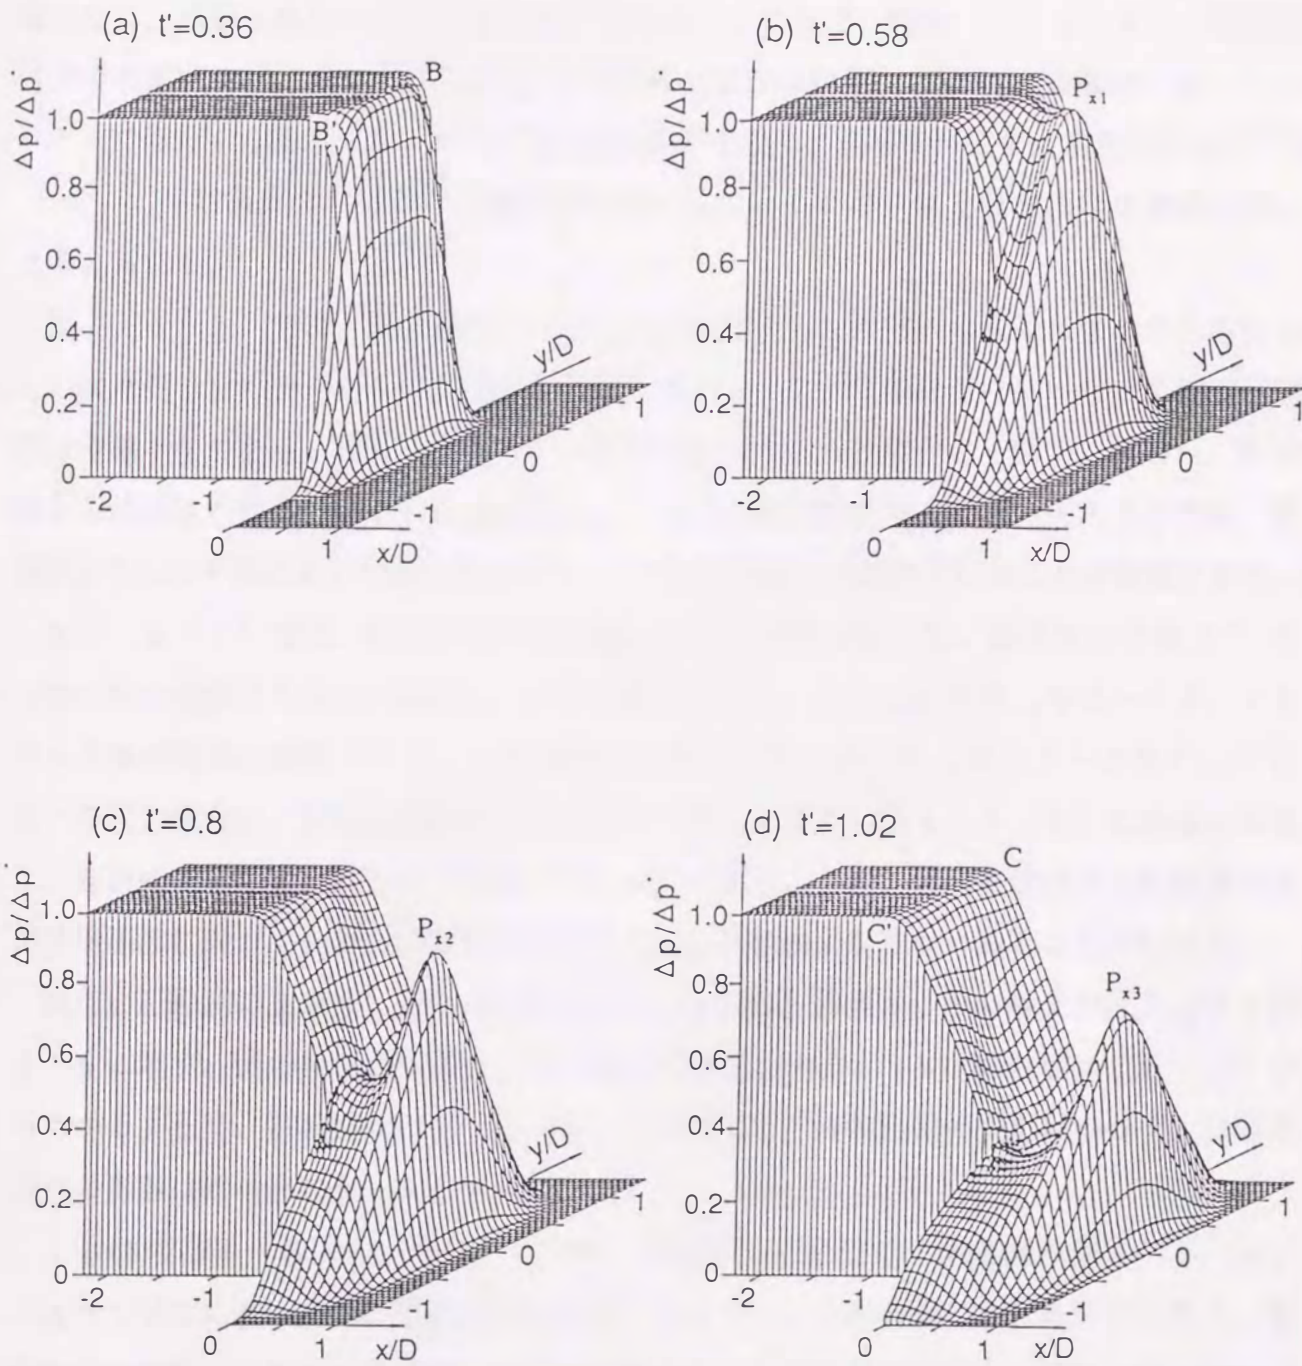 (a) t'=0.36
B
B'
Δp/Δp*
1.0
0.8
0.6
0.4
0.2
0
-2
-1
0
1
x/D
-1
0
1
y/D
(b) t'=0.58
Px1
Δp/Δp*
1.0
0.8
0.6
0.4
0.2
0
-2
-1
0
1
x/D
-1
0
1
y/D
(c) t'=0.8
Px2
Δp/Δp*
1.0
0.8
0.6
0.4
0.2
0
-2
-1
0
1
x/D
-1
0
1
y/D
(d) t'=1.02
C
C'
Px3
Δp/Δp*
1.0
0.8
0.6
0.4
0.2
0
-2
-1
0
1
x/D
-1
0
1
y/D